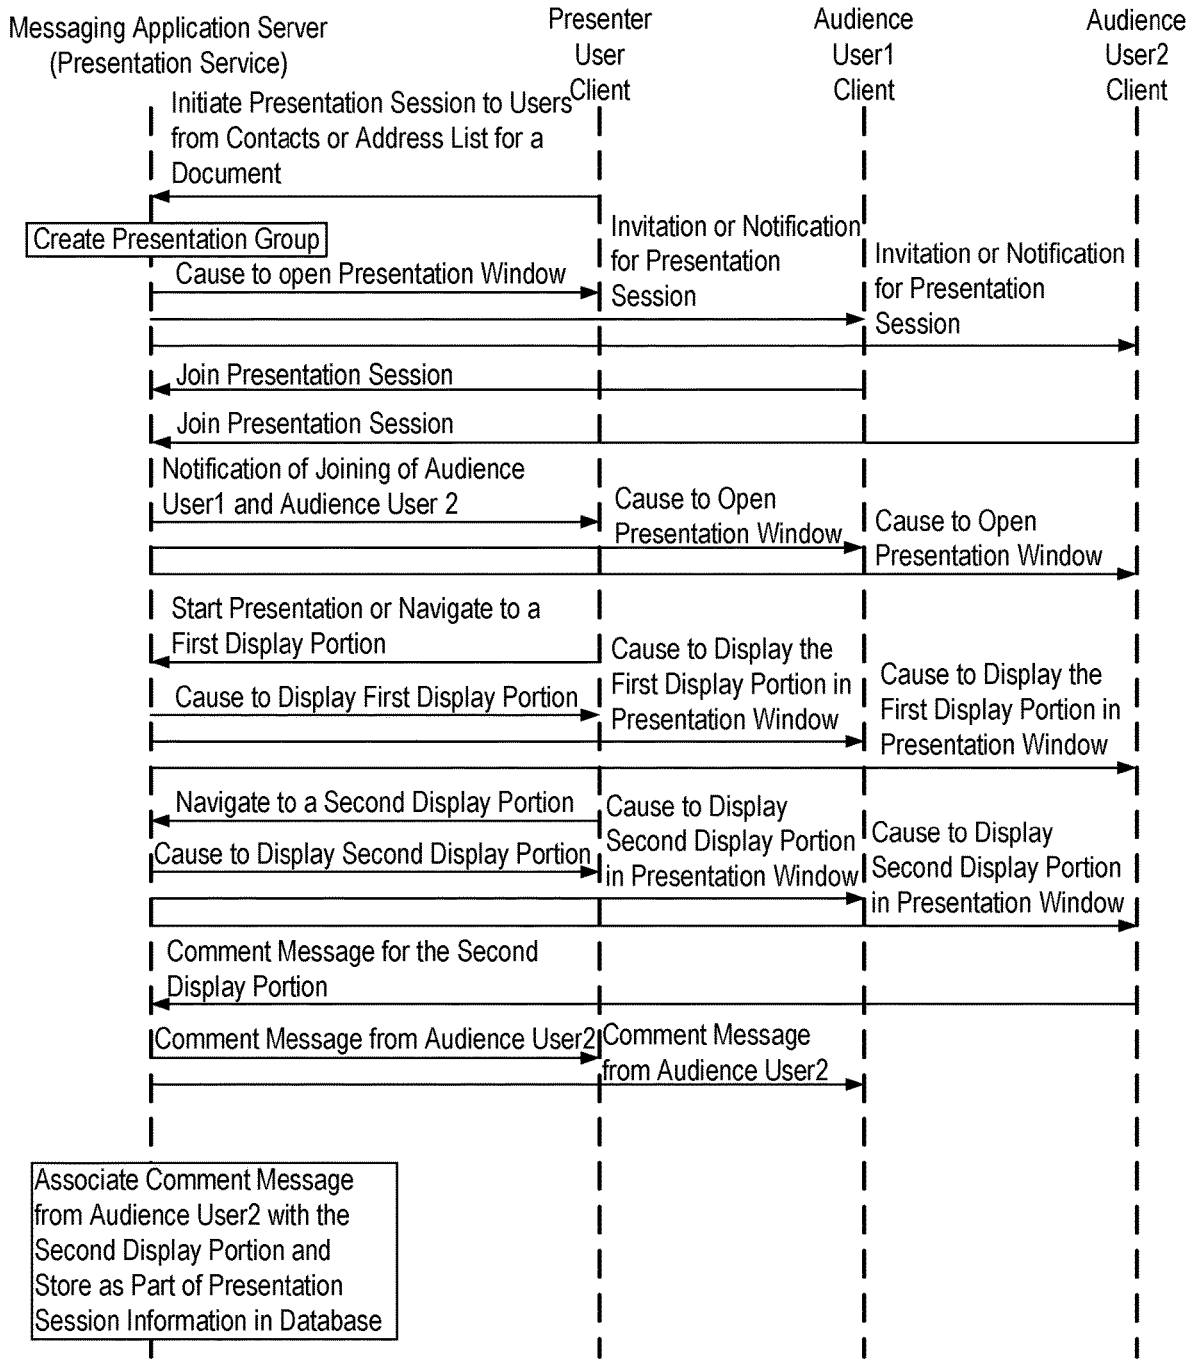 Messaging Application Server
(Presentation Service)
Presenter
User
Client
Audience
User1
Client
Audience
User2
Client
Initiate Presentation Session to Users
from Contacts or Address List for a
Document
Create Presentation Group
Cause to open Presentation Window
Invitation or Notification
for Presentation
Session
Invitation or Notification
for Presentation
Session
Join Presentation Session
Join Presentation Session
Notification of Joining of Audience
User1 and Audience User 2
Cause to Open
Presentation Window
Cause to Open
Presentation Window
Start Presentation or Navigate to a
First Display Portion
Cause to Display First Display Portion
Cause to Display the
First Display Portion in
Presentation Window
Cause to Display the
First Display Portion in
Presentation Window
Navigate to a Second Display Portion
Cause to Display Second Display Portion
Cause to Display
Second Display Portion
in Presentation Window
Cause to Display
Second Display Portion
in Presentation Window
Comment Message for the Second
Display Portion
Comment Message from Audience User2
Comment Message
from Audience User2
Associate Comment Message
from Audience User2 with the
Second Display Portion and
Store as Part of Presentation
Session Information in Database